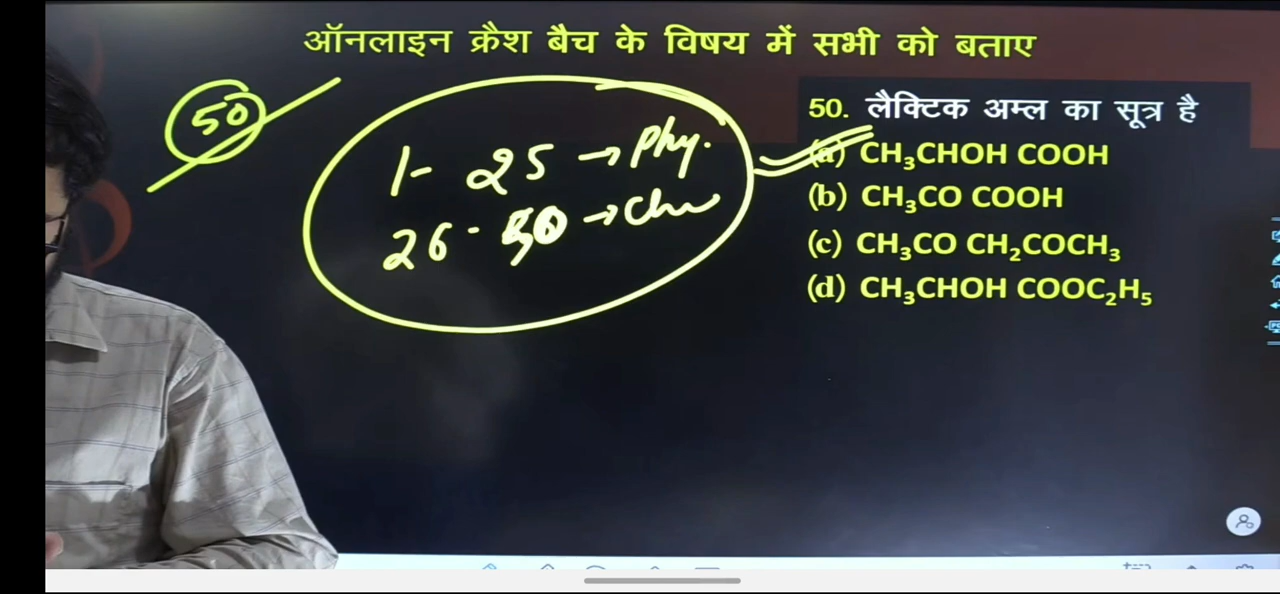 ऑनलाइन क्रैश बैच के विषय में सभी को बताए
50
1- 25 → Phy.
26 - 50 → Che
50. लैक्टिक अम्ल का सूत्र है
(a) CH₃CHOH COOH
(b) CH₃CO COOH
(c) CH₃CO CH₂COCH₃
(d) CH₃CHOH COOC₂H₅